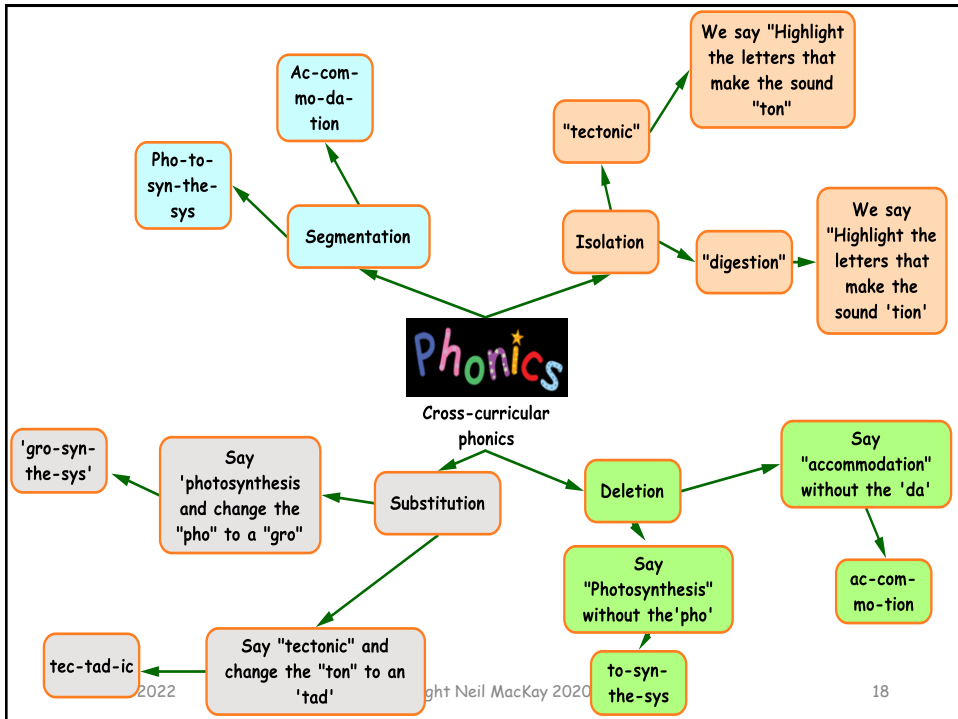 We say "Highlight
the letters that
make the sound
"ton"
"tectonic"
Ac-com-
mo-da-
tion
Pho-to-
syn-the-
sys
Segmentation
Isolation
"digestion"
We say
"Highlight the
letters that
make the
sound 'tion'
Phonics
Cross-curricular
phonics
'gro-syn-
the-sys'
Say
'photosynthesis
and change the
"pho" to a "gro"
Substitution
Deletion
Say
"accommodation"
without the 'da'
Say
"Photosynthesis"
without the'pho'
ac-com-
mo-tion
tec-tad-ic
Say "tectonic" and
change the "ton" to an
'tad'
to-syn-
the-sys
2022
ght Neil MacKay 2020
18